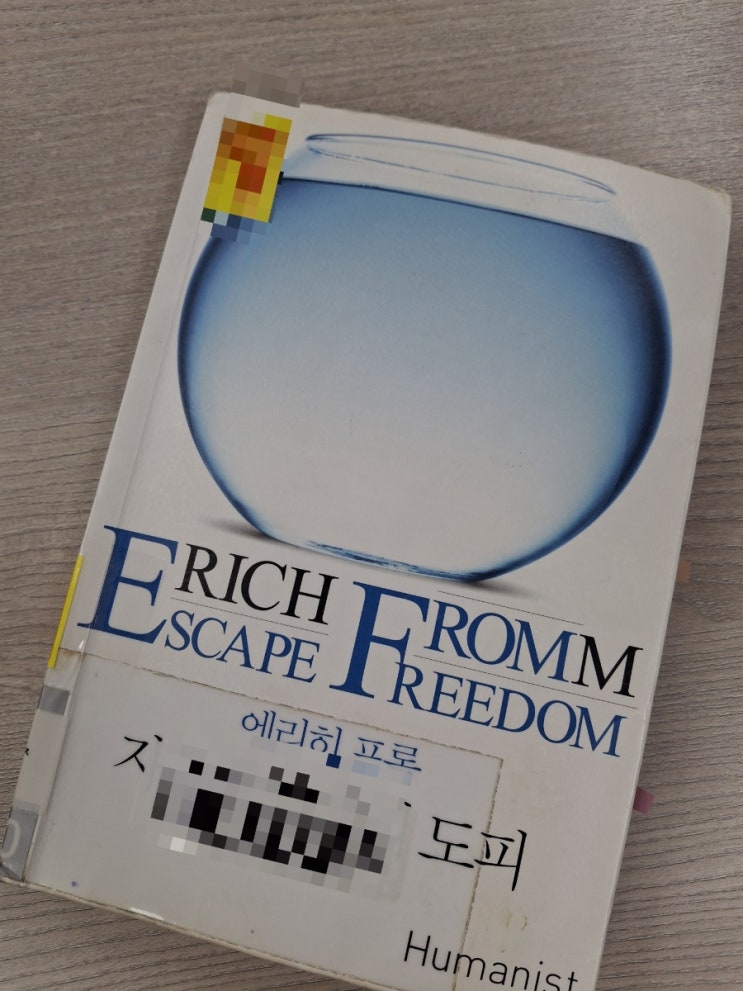 ERICH FROMM
ESCAPE FREEDOM
에리히 프롬
도피
Humanist